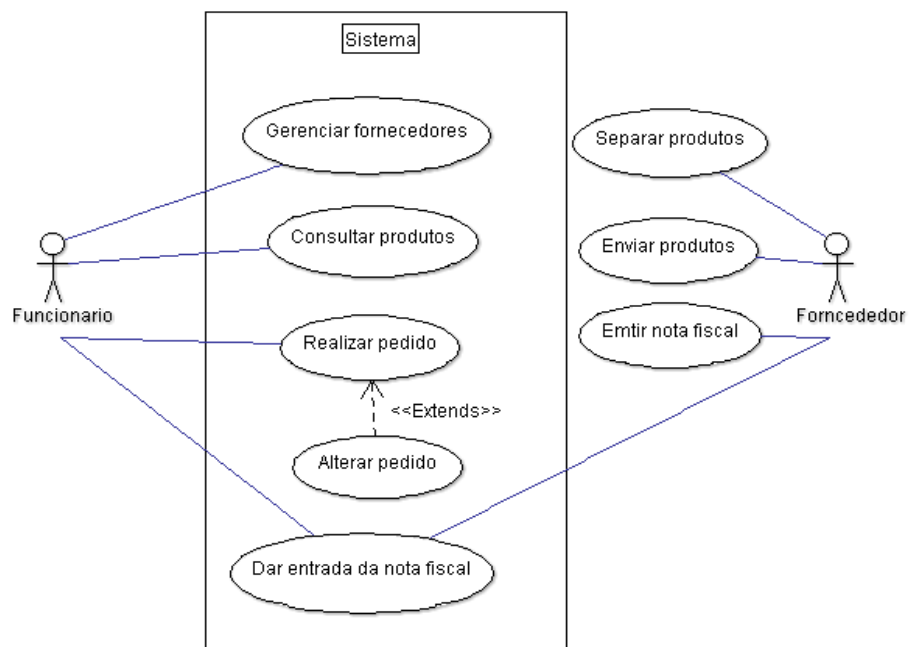 Sistema
Gerenciar fornecedores
Separar produtos
Consultar produtos
Enviar produtos
Funcionario
Forncededor
Realizar pedido
Emtir nota fiscal
<<Extends>>
Alterar pedido
Dar entrada da nota fiscal